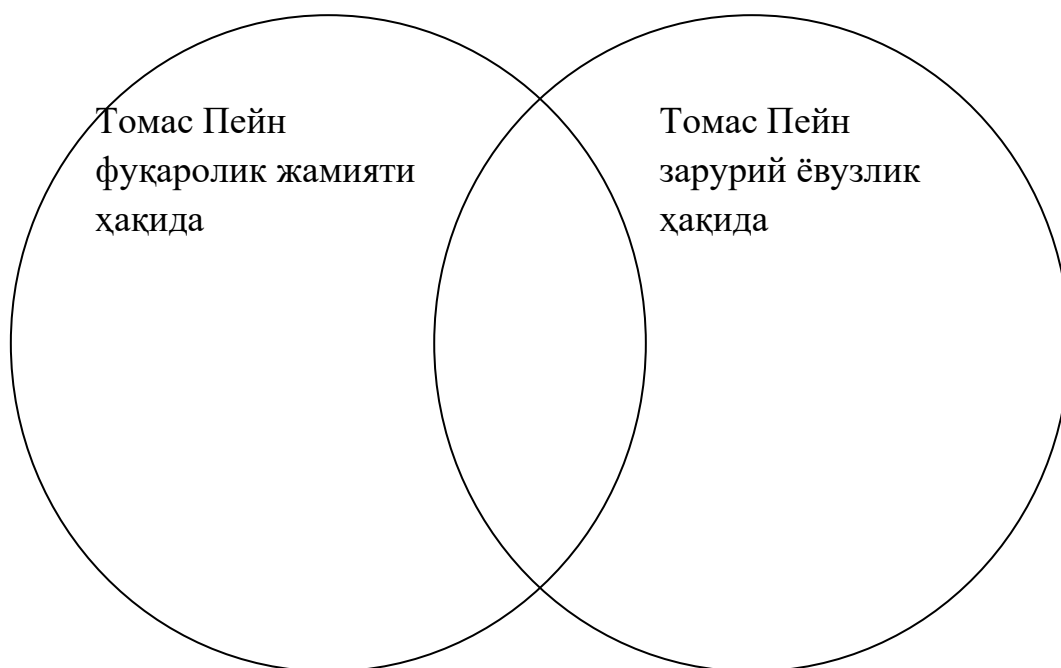 Томас Пейн
фуқаролик жамияти
ҳақида
Томас Пейн
зарурий ёвузлик
ҳақида